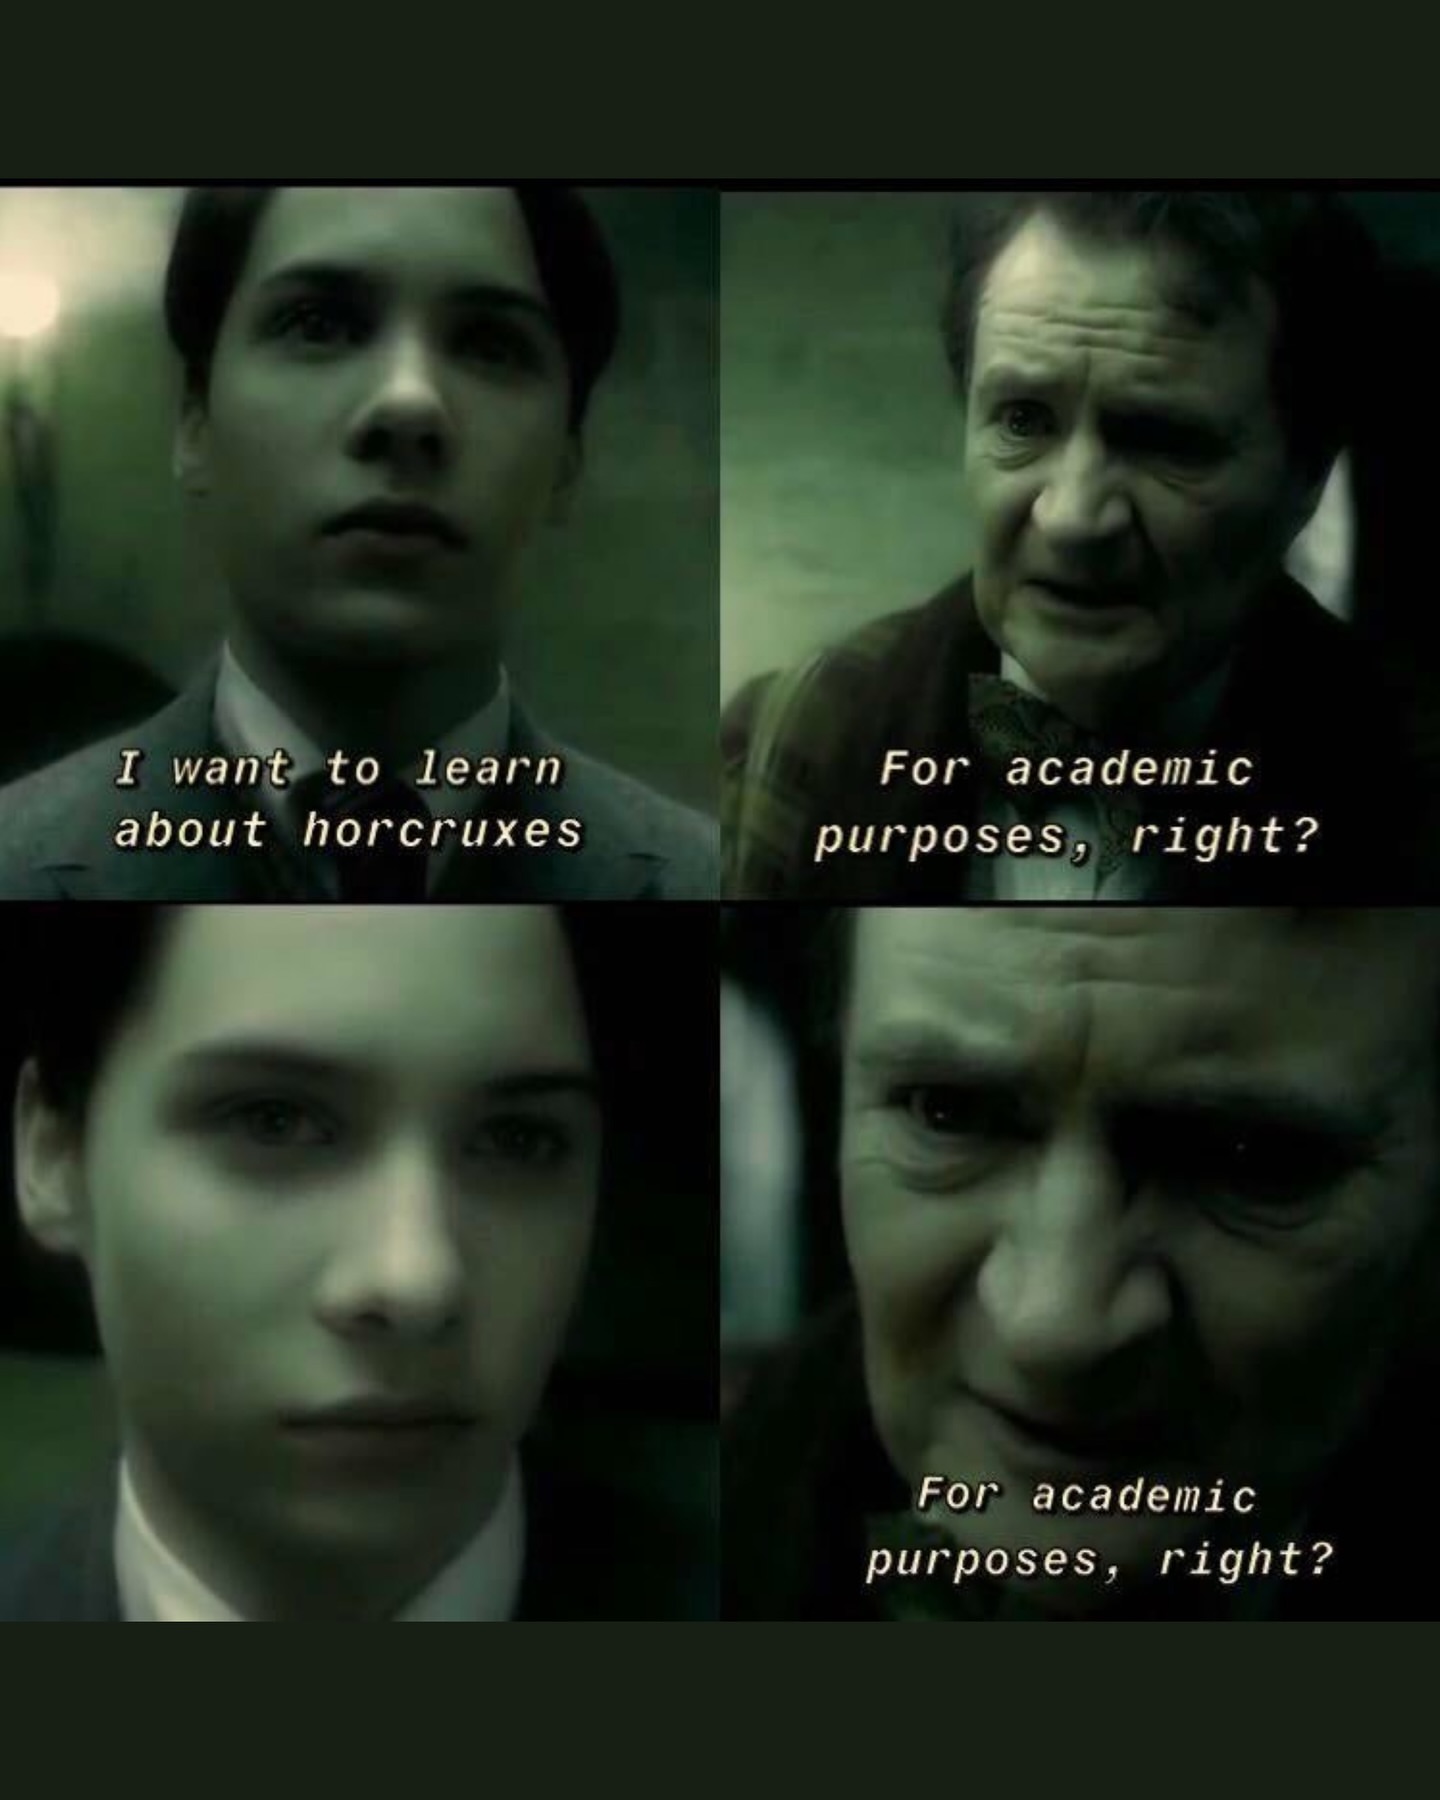 I want to learn
about horcruxes
For academic
purposes, right?
For academic
purposes, right?